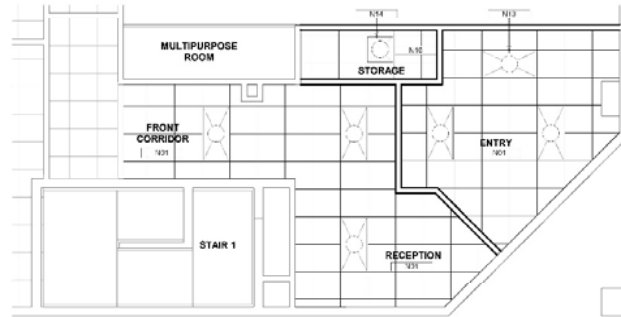 N14
N13
MULTIPURPOSE
ROOM
N10
STORAGE
FRONT
CORRIDOR
N01
ENTRY
N01
STAIR 1
RECEPTION
N01